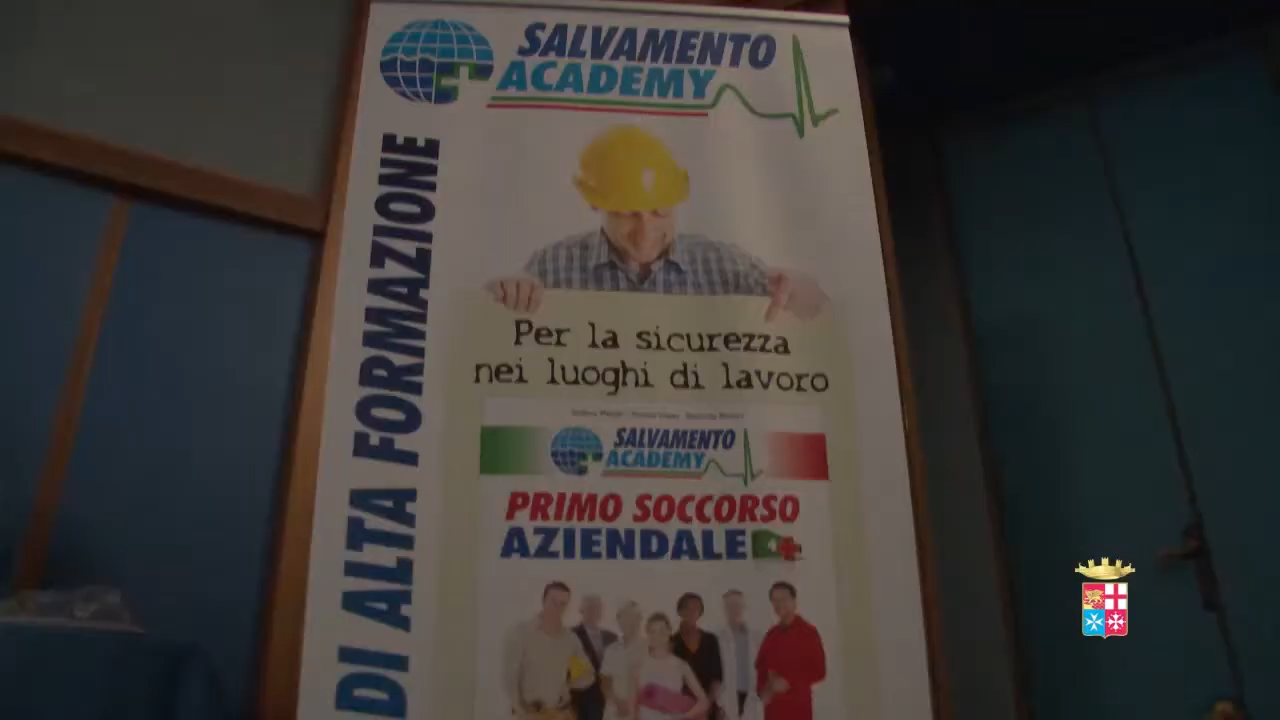 SALVAMENTO
ACADEMY
DI ALTA FORMAZIONE
Per la sicurezza
nei luoghi di lavoro
SALVAMENTO
ACADEMY
PRIMO SOCCORSO
AZIENDALE